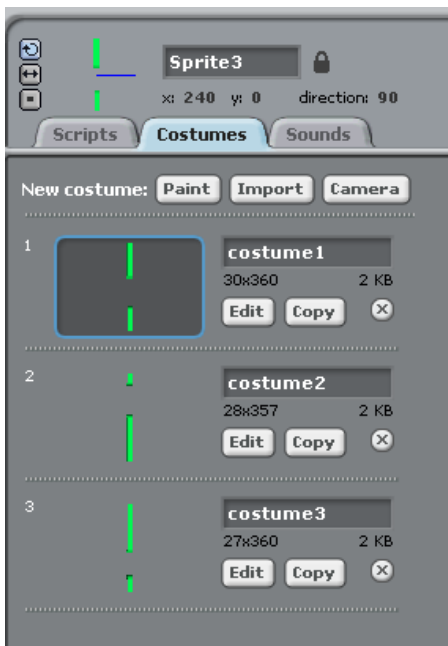 Sprite3
x: 240 y: 0 direction: 90
Scripts Costumes Sounds
New costume: Paint Import Camera
1
costume1
30x360 2 KB
Edit Copy
2
costume2
28x357 2 KB
Edit Copy
3
costume3
27x360 2 KB
Edit Copy